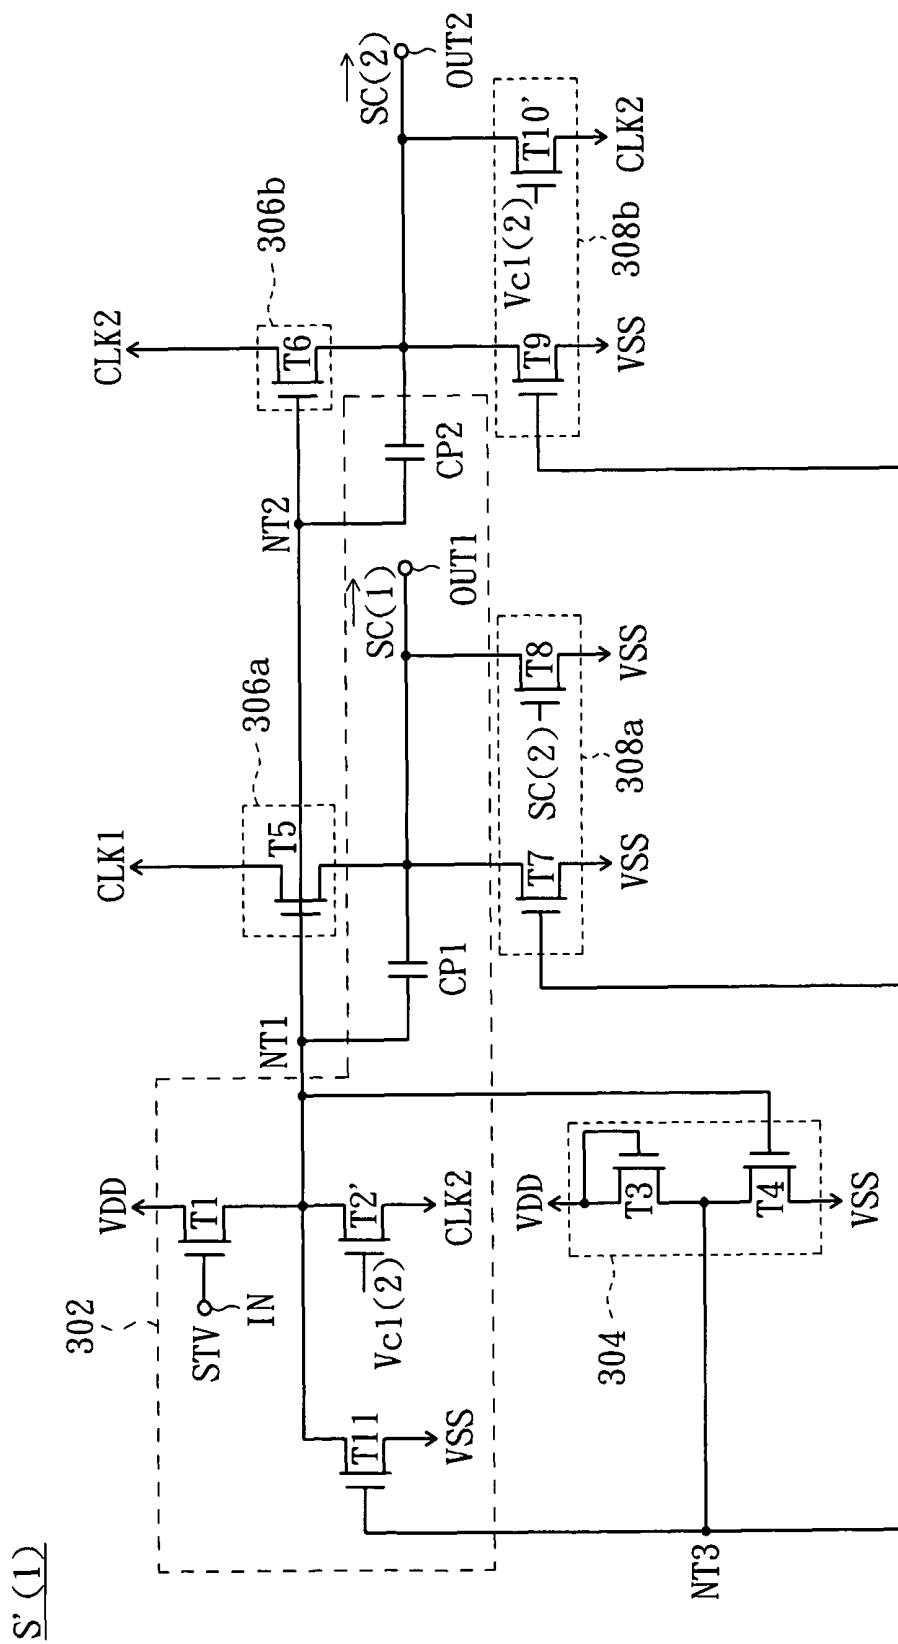 S'(1)
302
VDD
T1
STV
IN
T2'
Vcl(2)
CLK2
T11
VSS
NT3
304
VDD
T3
T4
VSS
NT1
CP1
CLK1
306a
T5
SC(1)
OUT1
T7
VSS
SC(2)
T8
VSS
308a
NT2
CP2
CLK2
306b
T6
SC(2)
OUT2
T9
VSS
Vcl(2)
T10'
CLK2
308b